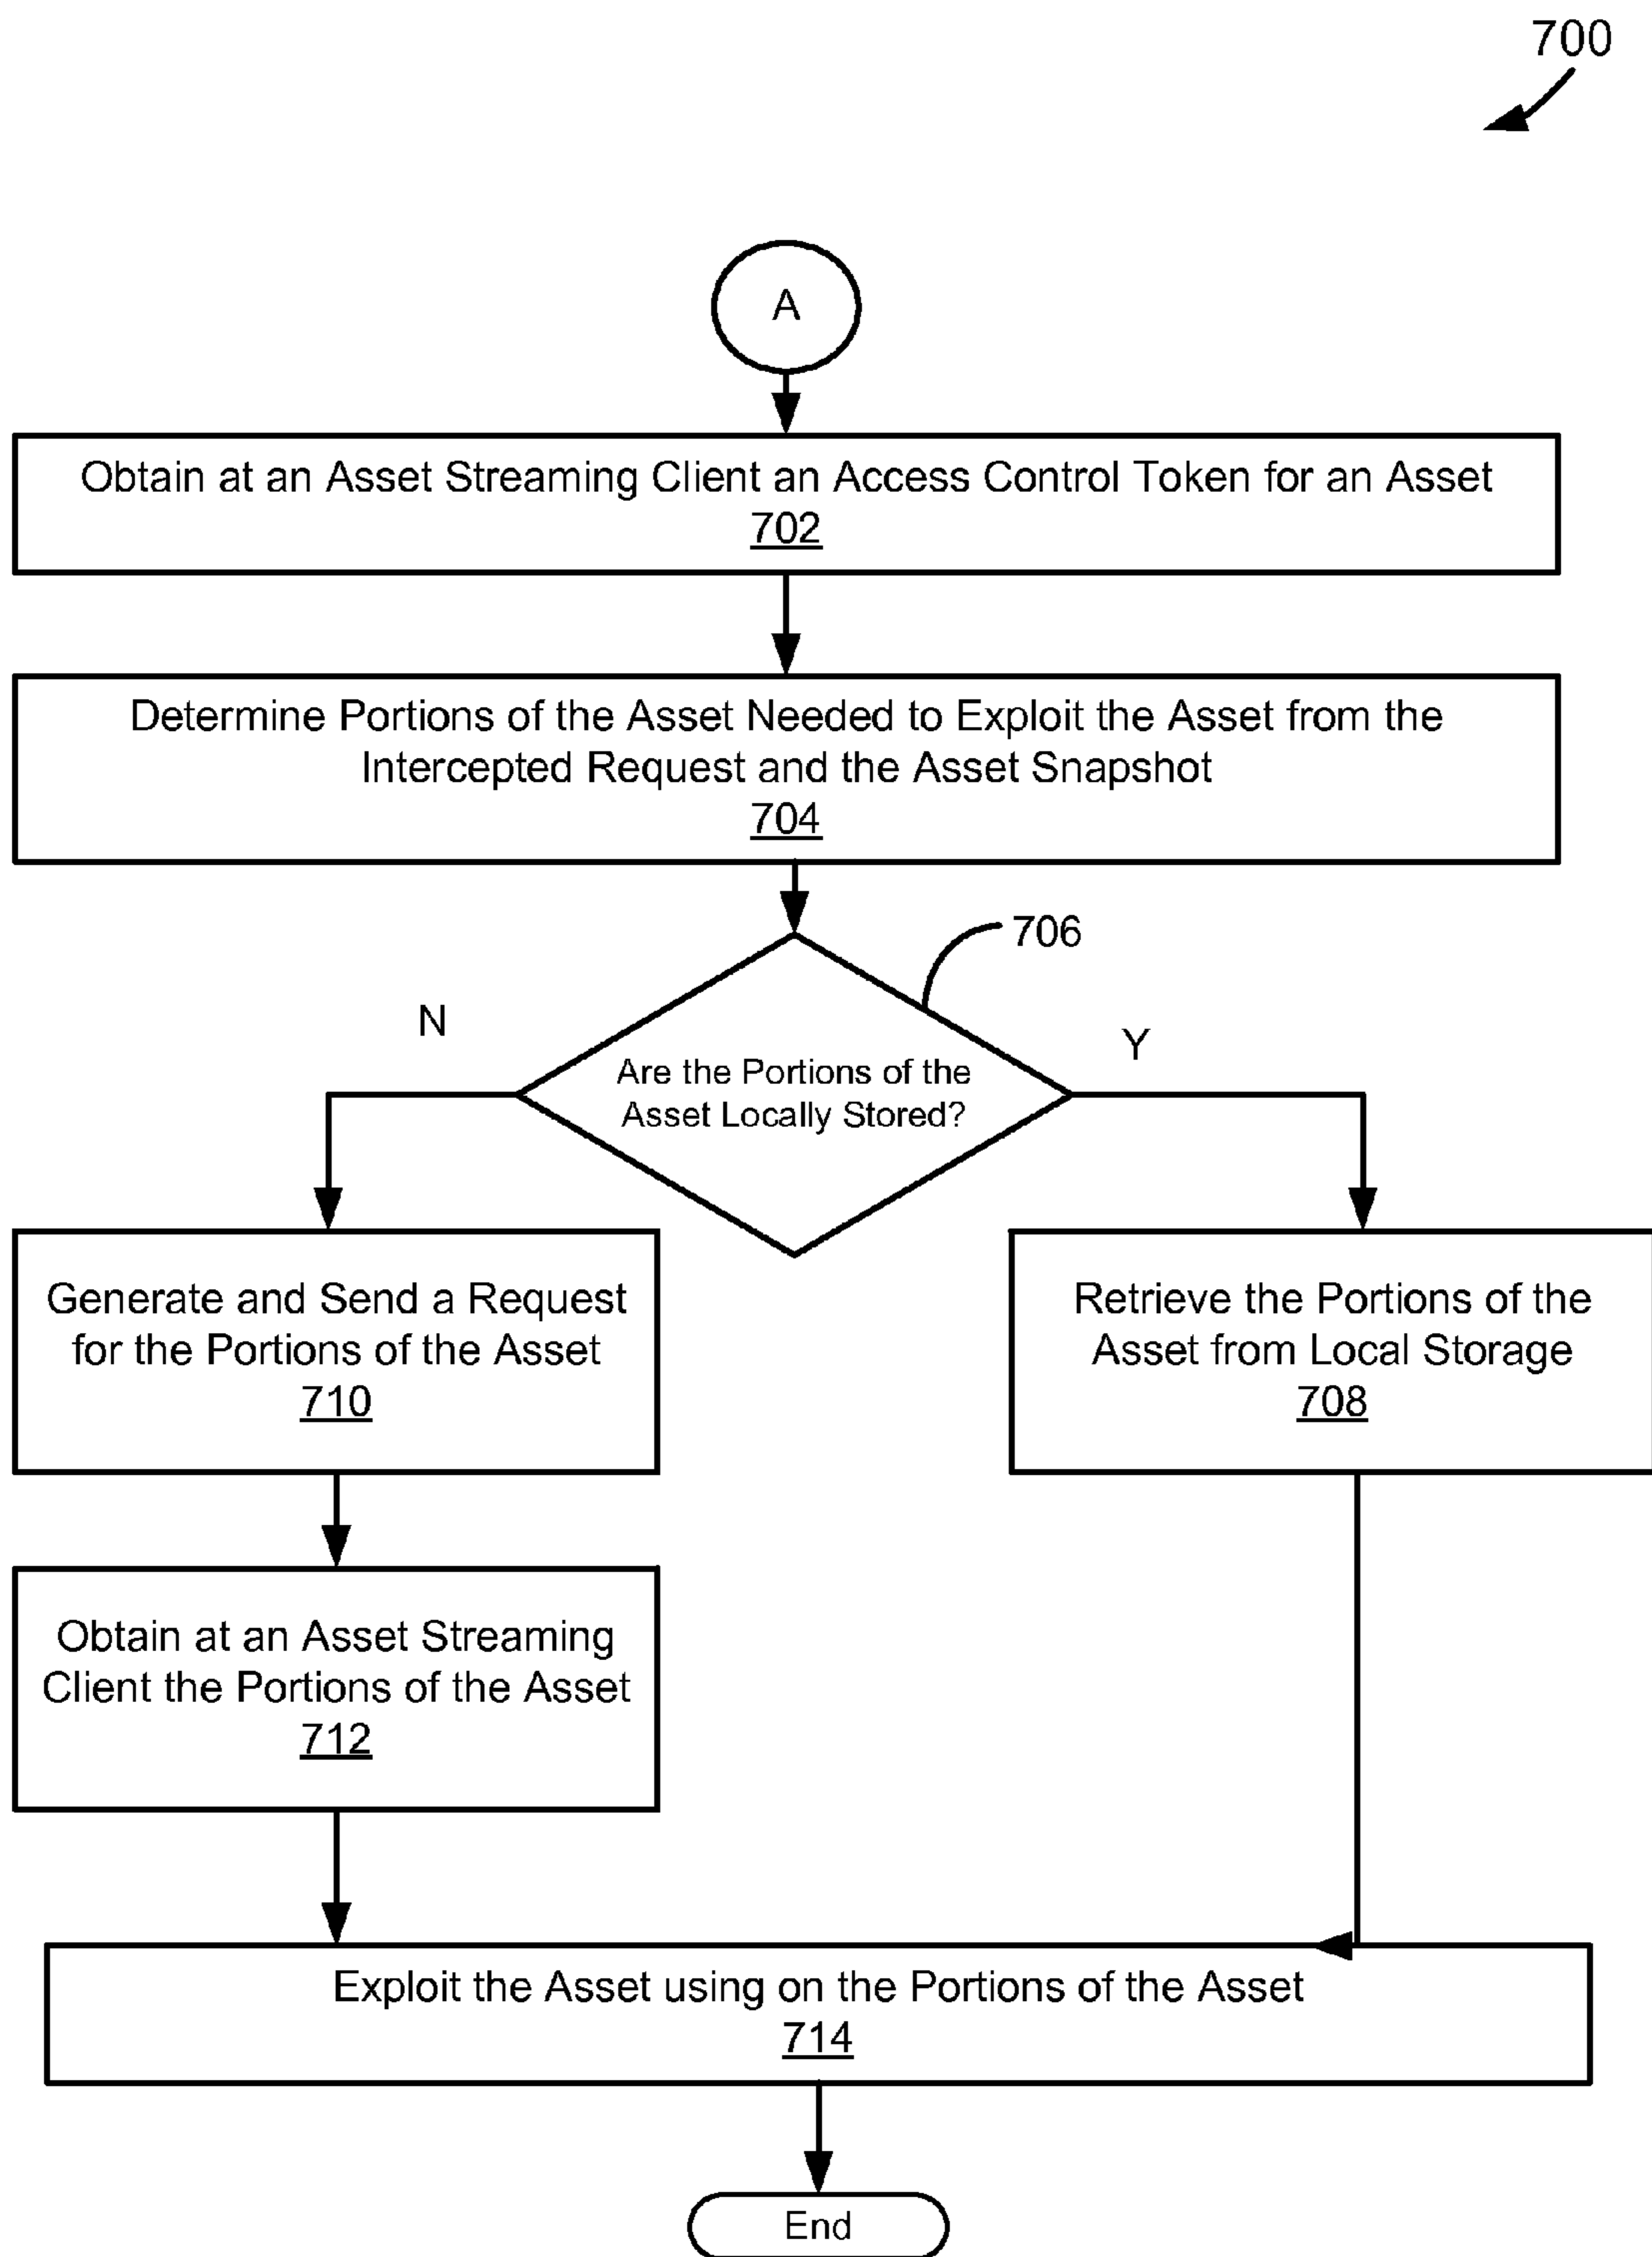 700
A
Obtain at an Asset Streaming Client an Access Control Token for an Asset
702
Determine Portions of the Asset Needed to Exploit the Asset from the
Intercepted Request and the Asset Snapshot
704
706
N
Y
Are the Portions of the
Asset Locally Stored?
Generate and Send a Request
for the Portions of the Asset
710
Retrieve the Portions of the
Asset from Local Storage
708
Obtain at an Asset Streaming
Client the Portions of the Asset
712
Exploit the Asset using on the Portions of the Asset
714
End